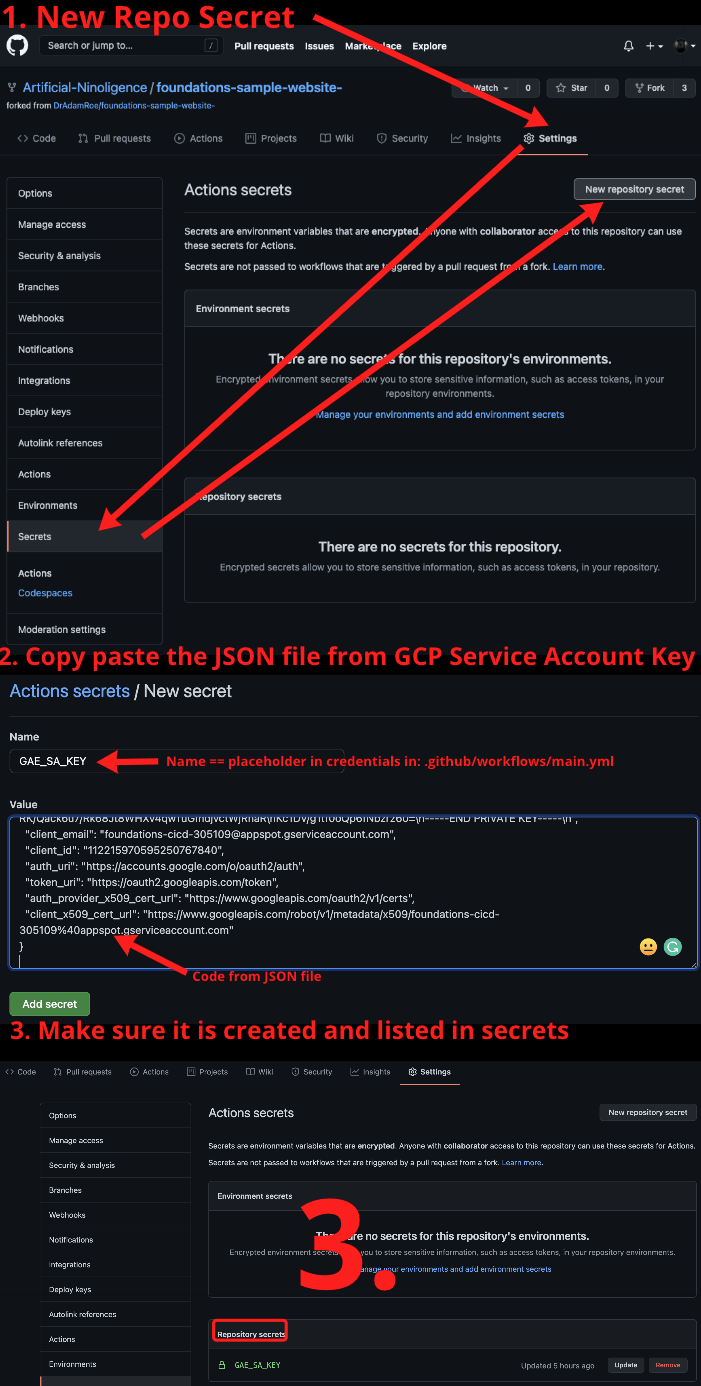 1. New Repo Secret
Search or jump to... /
Pull requests Issues Marketplace Explore
Artificial-Ninoligence / foundations-sample-website-
Watch 0 Star 0 Fork 3
forked from DrAdamRoe/foundations-sample-website-
Code Pull requests Actions Projects Wiki Security Insights Settings
Options
Manage access
Security & analysis
Branches
Webhooks
Notifications
Integrations
Deploy keys
Autolink references
Actions
Environments
Secrets
Actions
Codespaces
Moderation settings
Actions secrets
New repository secret
Secrets are environment variables that are encrypted. Anyone with collaborator access to this repository can use
these secrets for Actions.
Secrets are not passed to workflows that are triggered by a pull request from a fork. Learn more.
Environment secrets
There are no secrets for this repository's environments.
Encrypted environment secrets allow you to store sensitive information, such as access tokens, in your
repository environments.
Manage your environments and add environment secrets
Repository secrets
There are no secrets for this repository.
Encrypted secrets allow you to store sensitive information, such as access tokens, in your repository.
2. Copy paste the JSON file from GCP Service Account Key
Actions secrets / New secret
Name
GAE_SA_KEY
Name == placeholder in credentials in: .github/workflows/main.yml
Value
-----END PRIVATE KEY-----\n",
"client_email": "foundations-cicd-305109@appspot.gserviceaccount.com",
"client_id": "112215970595250767840",
"auth_uri": "https://accounts.google.com/o/oauth2/auth",
"token_uri": "https://oauth2.googleapis.com/token",
"auth_provider_x509_cert_url": "https://www.googleapis.com/oauth2/v1/certs",
"client_x509_cert_url": "https://www.googleapis.com/robot/v1/metadata/x509/foundations-cicd-
305109%40appspot.gserviceaccount.com"
}
Code from JSON file
Add secret
3. Make sure it is created and listed in secrets
Code Pull requests Actions Projects Wiki Security Insights Settings
Options
Manage access
Security & analysis
Branches
Webhooks
Notifications
Integrations
Deploy keys
Autolink references
Actions
Environments
Actions secrets
New repository secret
Secrets are environment variables that are encrypted. Anyone with collaborator access to this repository can use these secrets for Actions.
Secrets are not passed to workflows that are triggered by a pull request from a fork. Learn more.
Environment secrets
There are no secrets for this repository's environments.
Encrypted environment secrets allow you to store sensitive information, such as access tokens, in your repository environments.
Manage your environments and add environment secrets
3.
Repository secrets
GAE_SA_KEY
Updated 5 hours ago
Update
Remove